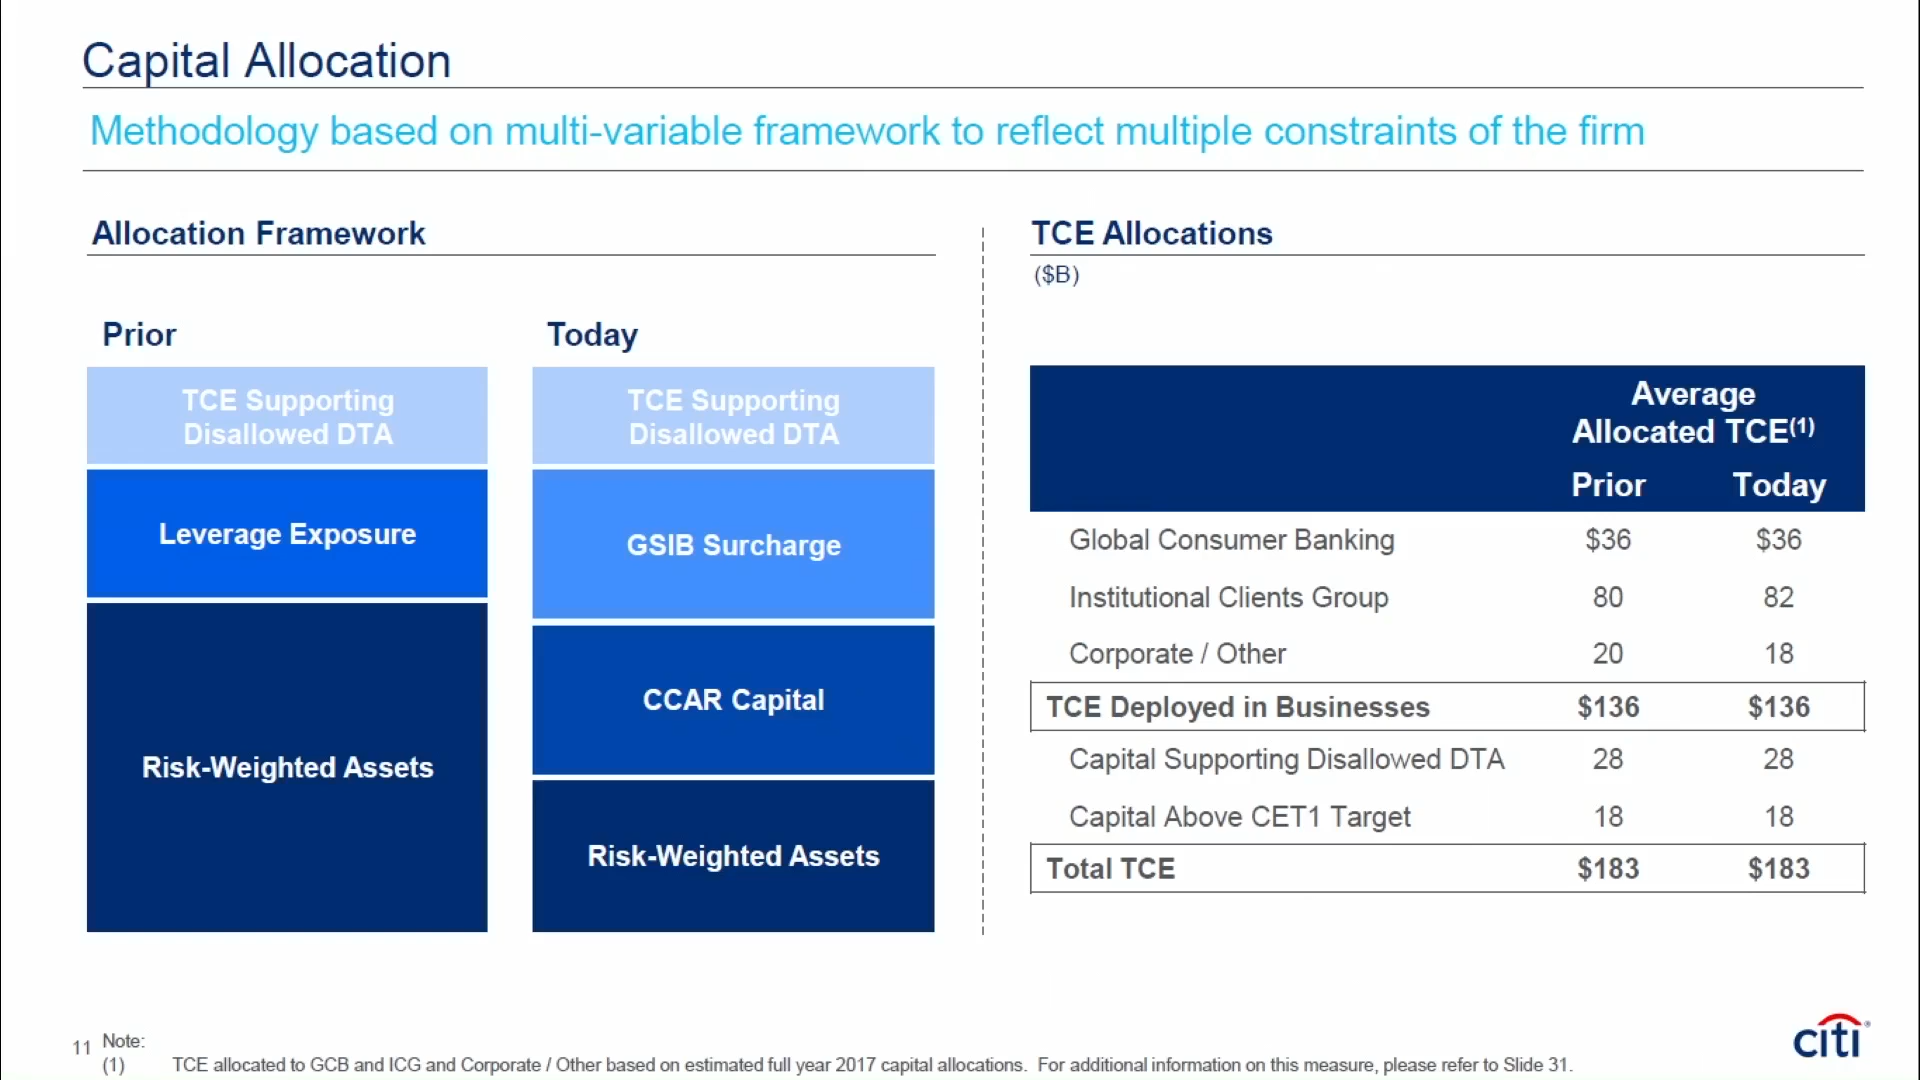 Capital Allocation
Methodology based on multi-variable framework to reflect multiple constraints of the firm
Allocation Framework
Prior
Today
TCE Supporting
Disallowed DTA
Leverage Exposure
Risk-Weighted Assets
TCE Supporting
Disallowed DTA
GSIB Surcharge
CCAR Capital
Risk-Weighted Assets
TCE Allocations
($B)
Average
Allocated TCE(1)
Prior Today
Global Consumer Banking $36 $36
Institutional Clients Group 80 82
Corporate / Other 20 18
TCE Deployed in Businesses $136 $136
Capital Supporting Disallowed DTA 28 28
Capital Above CET1 Target 18 18
Total TCE $183 $183
11 Note:
(1) TCE allocated to GCB and ICG and Corporate / Other based on estimated full year 2017 capital allocations. For additional information on this measure, please refer to Slide 31.
citi®